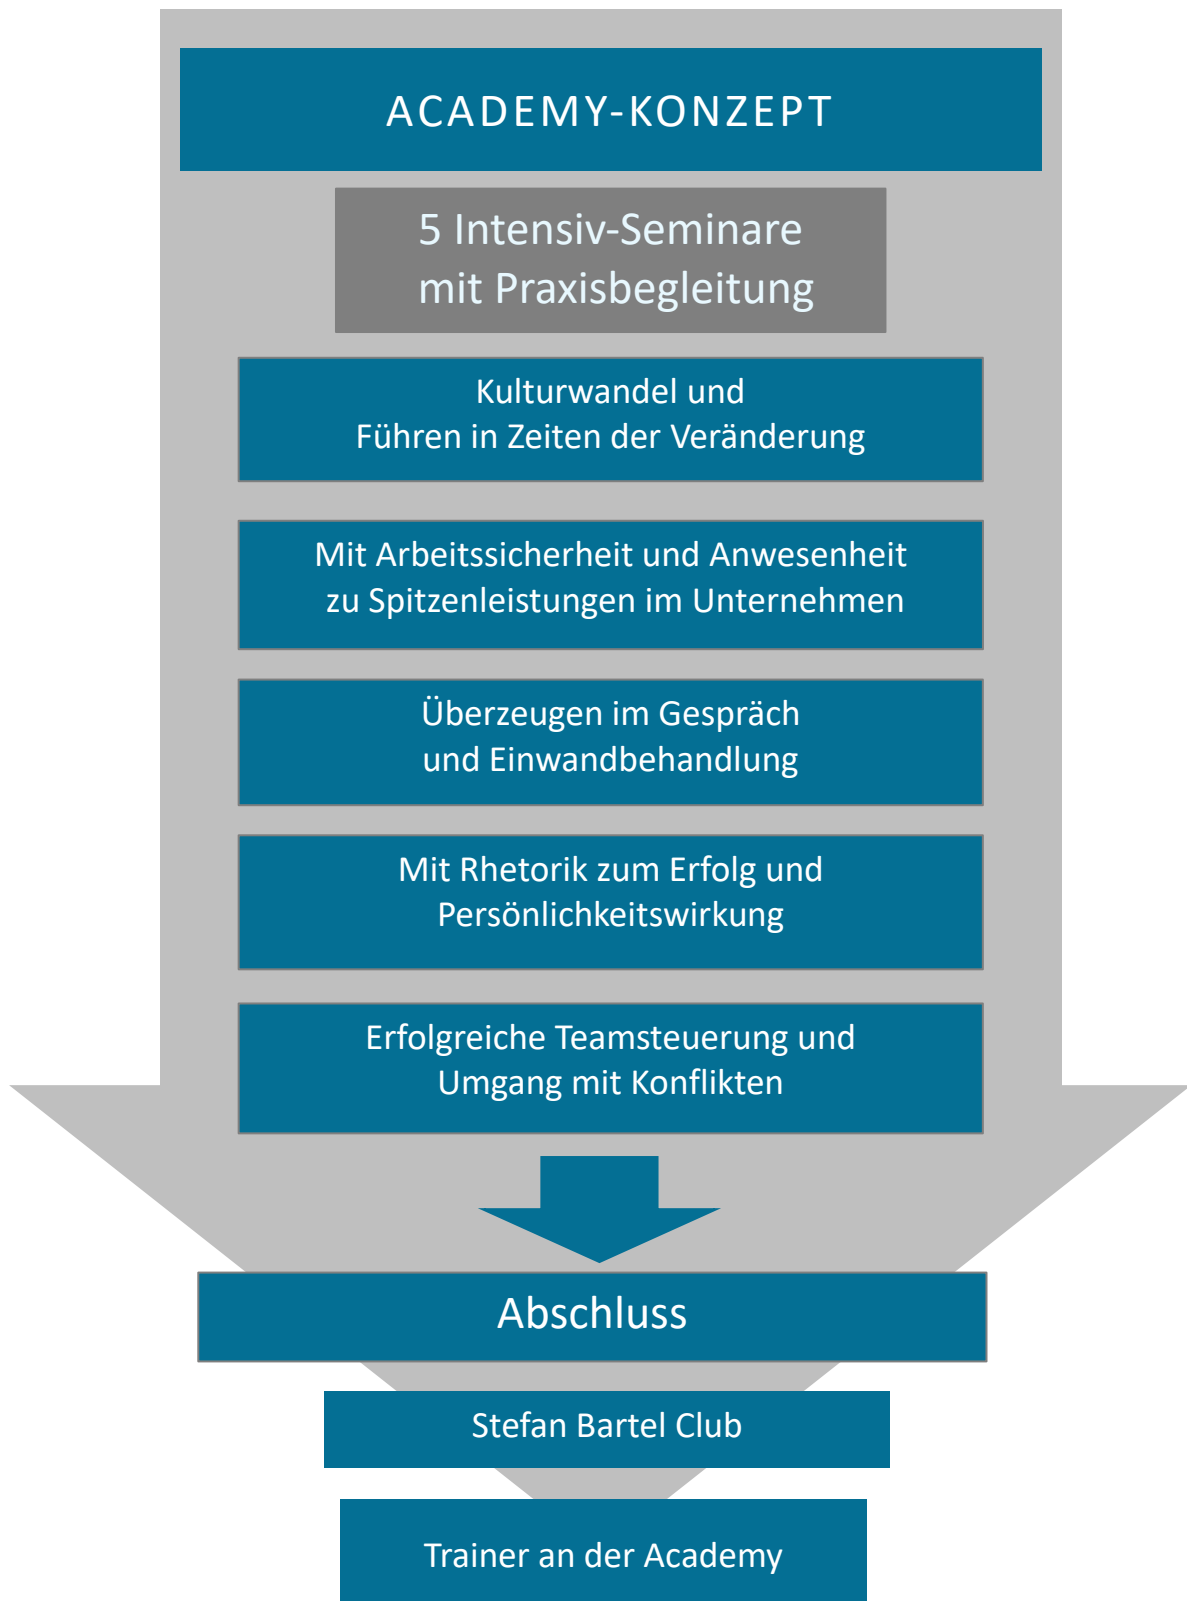 ACADEMY-KONZEPT
5 Intensiv-Seminare
mit Praxisbegleitung
Kulturwandel und
Führen in Zeiten der Veränderung
Mit Arbeitssicherheit und Anwesenheit
zu Spitzenleistungen im Unternehmen
Überzeugen im Gespräch
und Einwandbehandlung
Mit Rhetorik zum Erfolg und
Persönlichkeitswirkung
Erfolgreiche Teamsteuerung und
Umgang mit Konflikten
Abschluss
Stefan Bartel Club
Trainer an der Academy